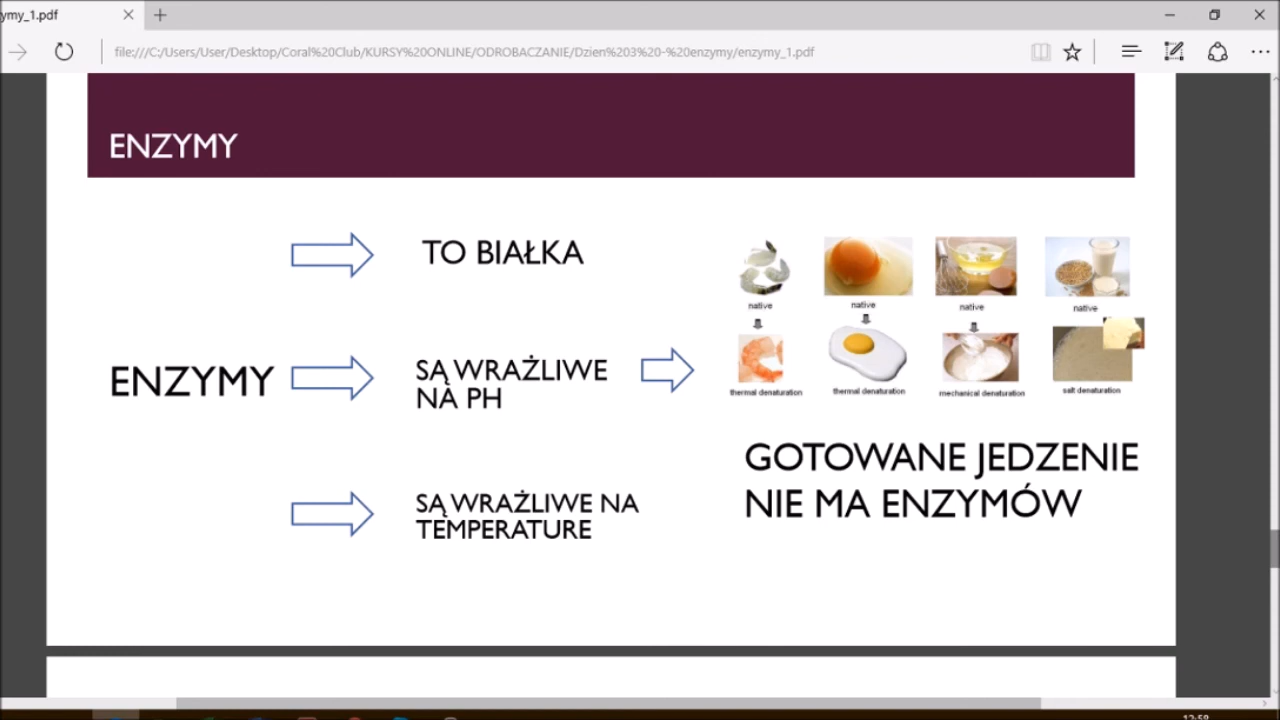 ymy_1.pdf
file:///C:/Users/User/Desktop/Coral%20Club/KURSY%20ONLINE/ODROBACZANIE/Dzien%203%20-%20enzymy/enzymy_1.pdf
ENZYMY
TO BIAŁKA
ENZYMY
SĄ WRAŻLIWE
NA PH
SĄ WRAŻLIWE NA
TEMPERATURE
native
native
native
native
thermal denaturation
thermal denaturation
mechanical denaturation
salt denaturation
GOTOWANE JEDZENIE
NIE MA ENZYMÓW